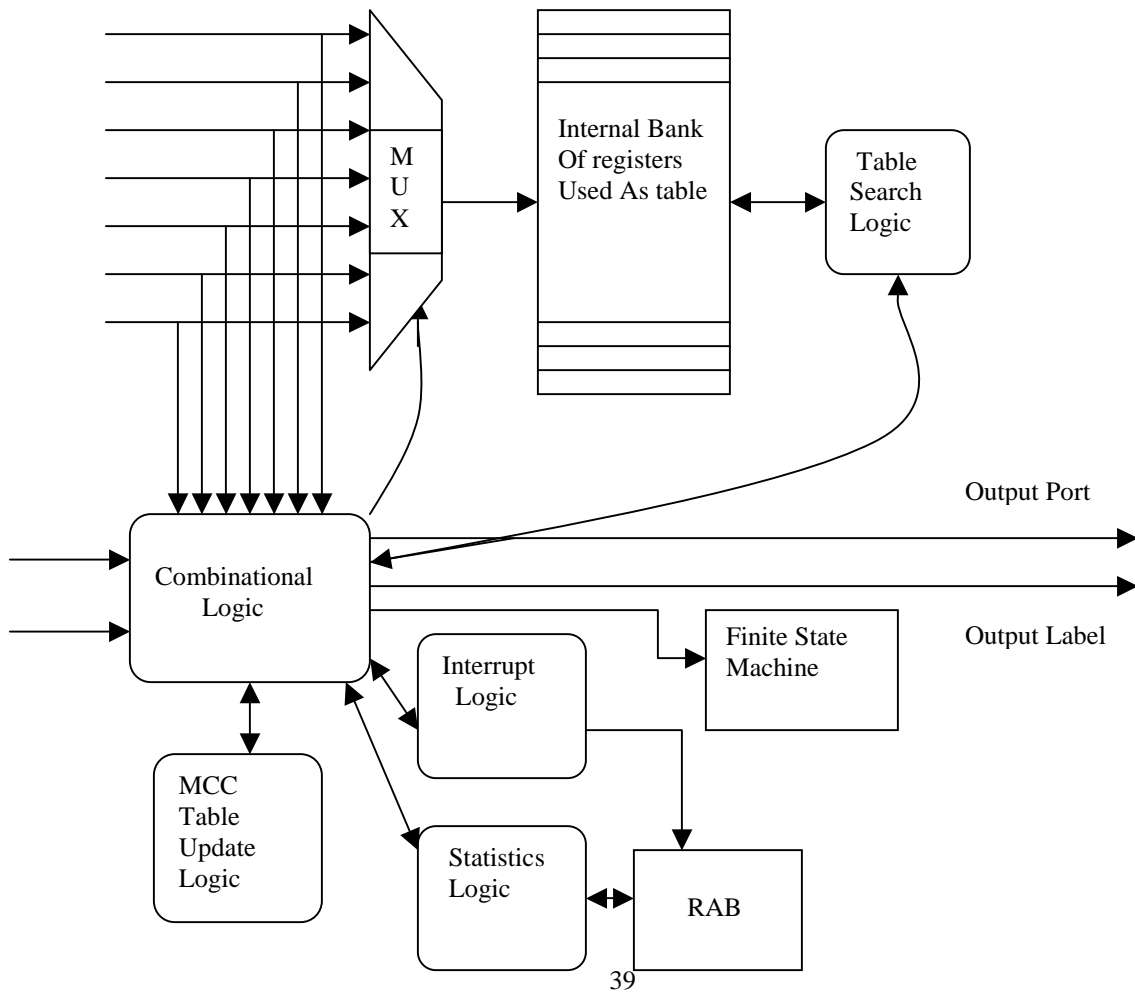 M
U
X
Internal Bank
Of registers
Used As table
Table
Search
Logic
Output Port
Combinational
Logic
Output Label
Finite State
Machine
Interrupt
Logic
MCC
Table
Update
Logic
Statistics
Logic
RAB
39